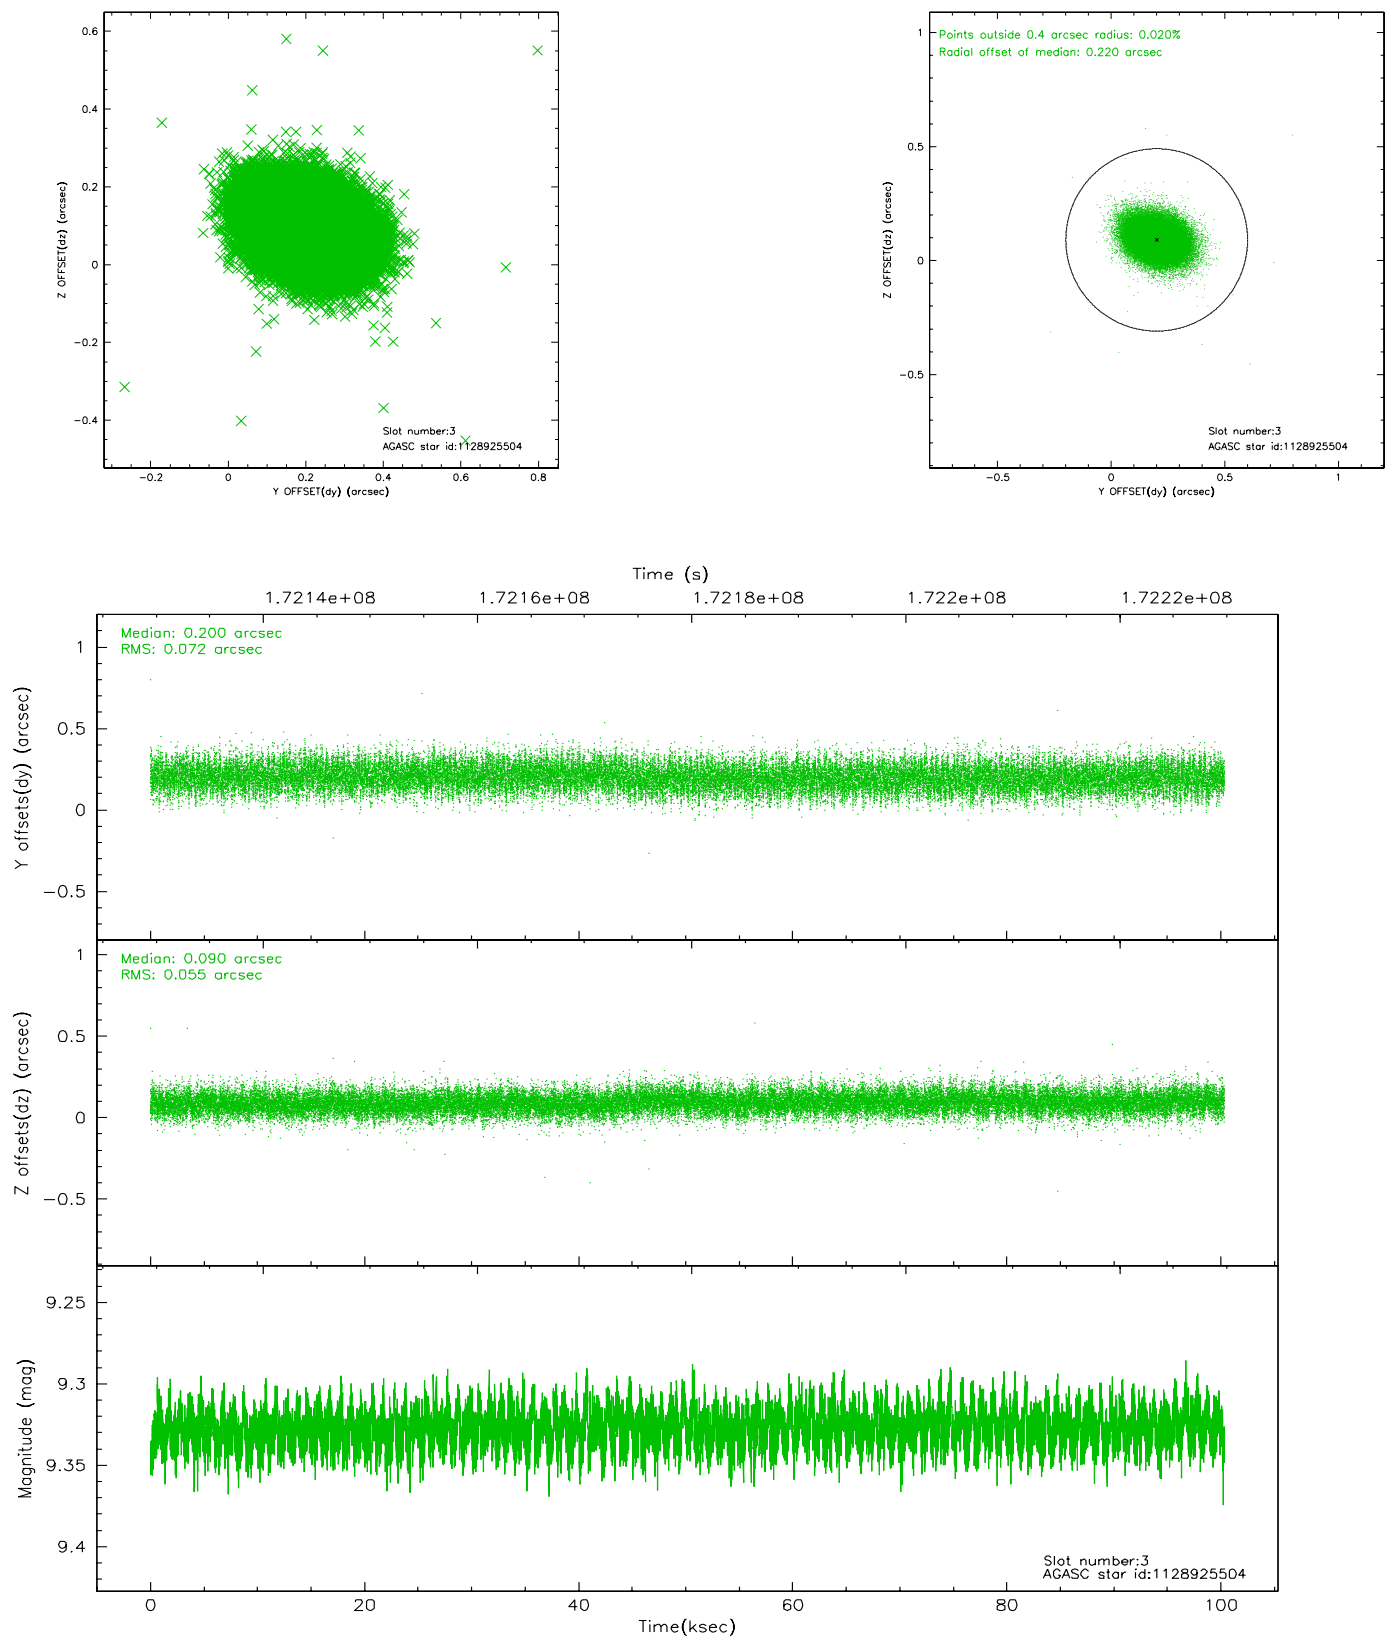 0.6
0.4
0.2
0
−0.2
−0.4
Z OFFSET(dz) (arcsec)
Slot number:3
AGASC star id:1128925504
−0.2
0
0.2
0.4
0.6
0.8
Y OFFSET(dy) (arcsec)
Points outside 0.4 arcsec radius: 0.020%
Radial offset of median: 0.220 arcsec
1
0.5
0
−0.5
Z OFFSET(dz) (arcsec)
Slot number:3
AGASC star id:1128925504
−0.5
0
0.5
1
Y OFFSET(dy) (arcsec)
Time (s)
1.7214e+08
1.7216e+08
1.7218e+08
1.722e+08
1.7222e+08
Median: 0.200 arcsec
RMS: 0.072 arcsec
1
0.5
0
−0.5
Y offsets(dy) (arcsec)
Median: 0.090 arcsec
RMS: 0.055 arcsec
1
0.5
0
−0.5
Z offsets(dz) (arcsec)
9.25
9.3
9.35
9.4
Magnitude (mag)
Slot number:3
AGASC star id:1128925504
0
20
40
60
80
100
Time(ksec)